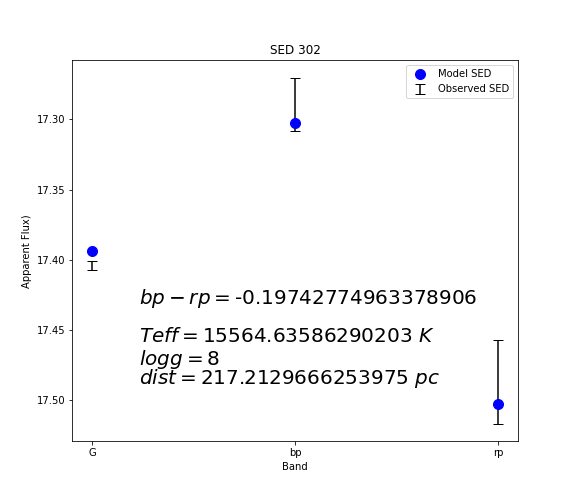 SED 302
Model SED
Observed SED
17.30
17.35
17.40
17.45
17.50
Apparent Flux)
bp − rp = -0.19742774963378906
Teff = 15564.63586290203 K
logg = 8
dist = 217.2129666253975 pc
G bp rp
Band